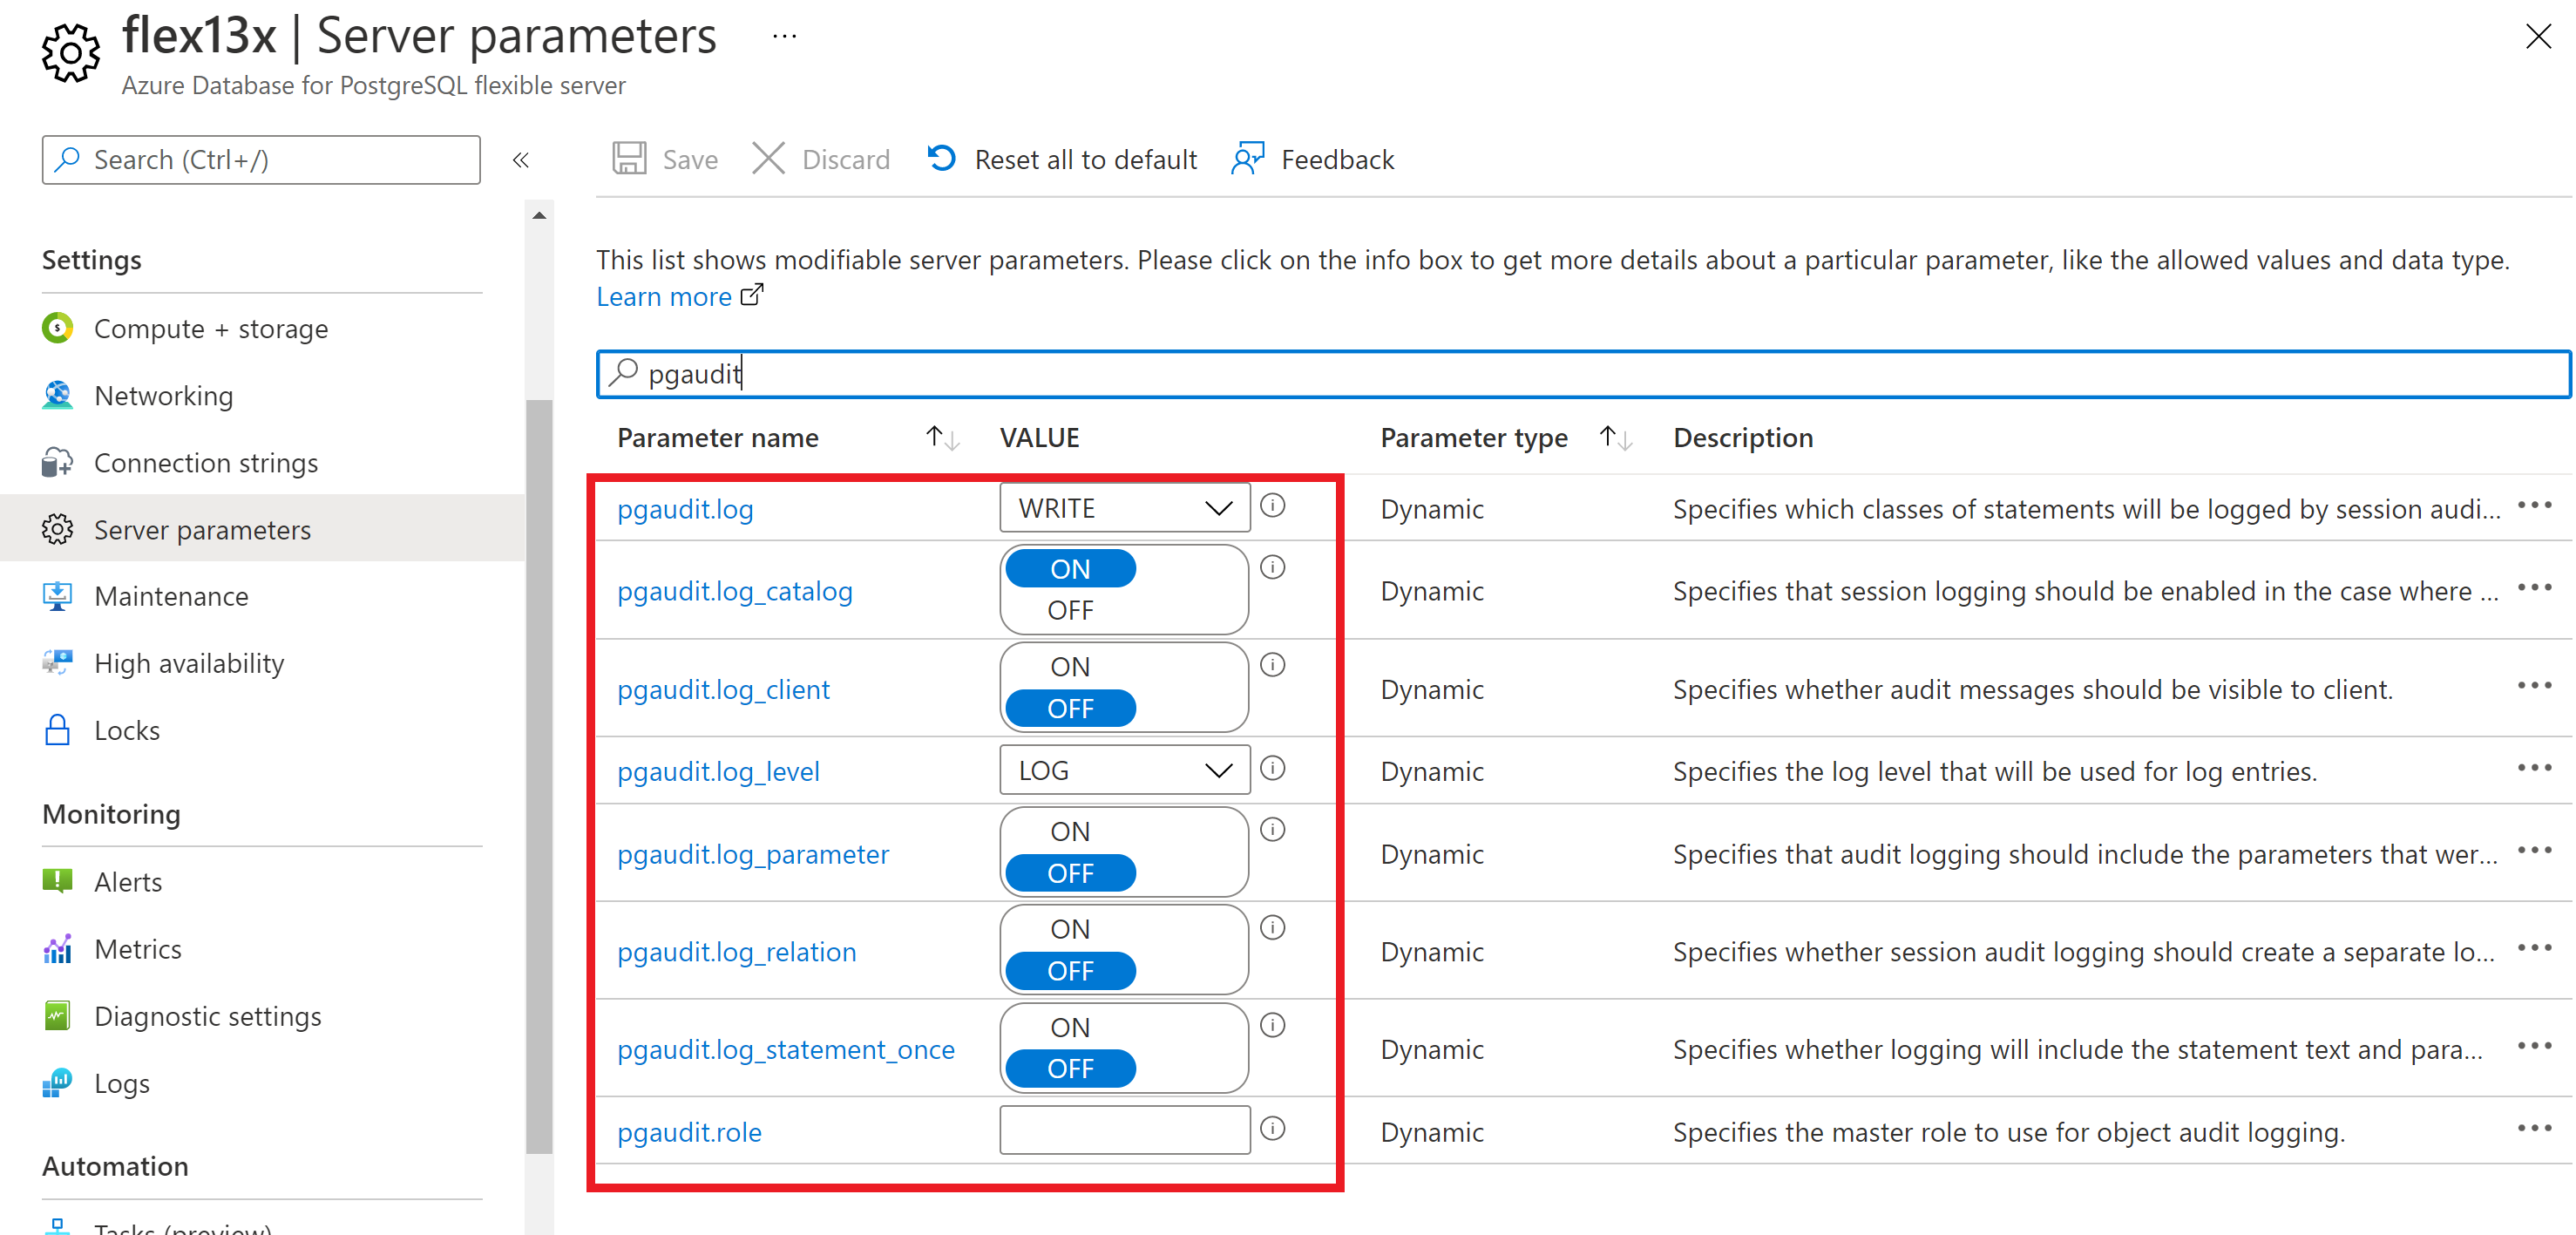 flex13x | Server parameters ...
Azure Database for PostgreSQL flexible server
Search (Ctrl+/)
«
Save Discard Reset all to default Feedback
Settings
Compute + storage
Networking
Connection strings
Server parameters
Maintenance
High availability
Locks
Monitoring
Alerts
Metrics
Diagnostic settings
Logs
Automation
Tasks (preview)
This list shows modifiable server parameters. Please click on the info box to get more details about a particular parameter, like the allowed values and data type.
Learn more
pgaudit
Parameter name VALUE Parameter type Description
pgaudit.log WRITE Dynamic Specifies which classes of statements will be logged by session audi...
pgaudit.log_catalog ON OFF Dynamic Specifies that session logging should be enabled in the case where ...
pgaudit.log_client ON OFF Dynamic Specifies whether audit messages should be visible to client.
pgaudit.log_level LOG Dynamic Specifies the log level that will be used for log entries.
pgaudit.log_parameter ON OFF Dynamic Specifies that audit logging should include the parameters that wer...
pgaudit.log_relation ON OFF Dynamic Specifies whether session audit logging should create a separate lo...
pgaudit.log_statement_once ON OFF Dynamic Specifies whether logging will include the statement text and para...
pgaudit.role Dynamic Specifies the master role to use for object audit logging.